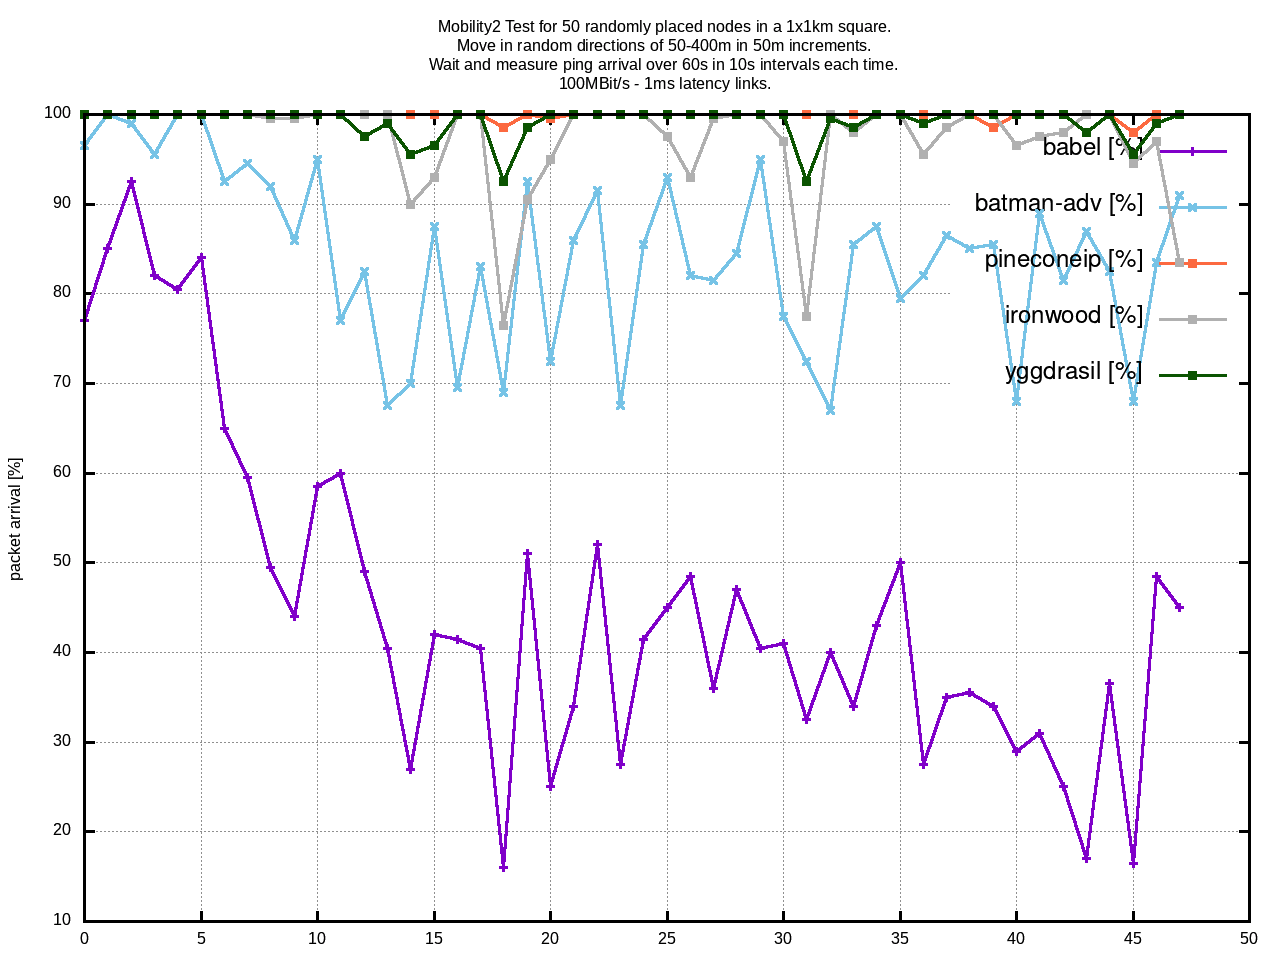 Mobility2 Test for 50 randomly placed nodes in a 1x1km square.
Move in random directions of 50-400m in 50m increments.
Wait and measure ping arrival over 60s in 10s intervals each time.
100MBit/s - 1ms latency links.
100
90
80
70
60
50
40
30
20
10
packet arrival [%]
babel [%]
batman-adv [%]
pineconeip [%]
ironwood [%]
yggdrasil [%]
0 5 10 15 20 25 30 35 40 45 50